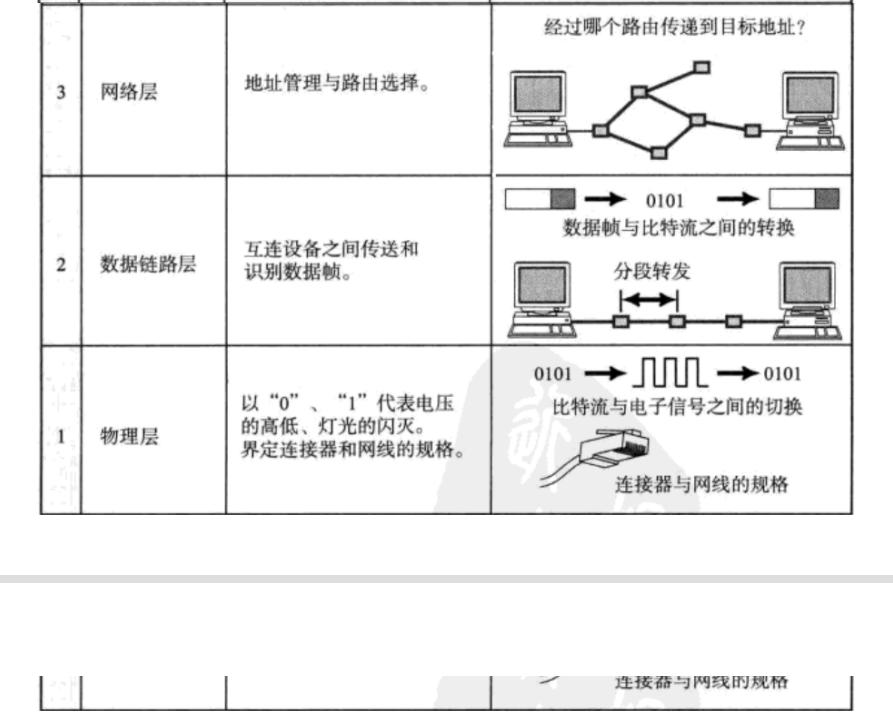 3
网络层
地址管理与路由选择。
经过哪个路由传递到目标地址?
2
数据链路层
互连设备之间传送和
识别数据帧。
0101
数据帧与比特流之间的转换
分段转发
1
物理层
以“0”、“1”代表电压
的高低、灯光的闪灭。
界定连接器和网线的规格。
0101 0101
比特流与电子信号之间的切换
连接器与网线的规格
连接器与网线的规格